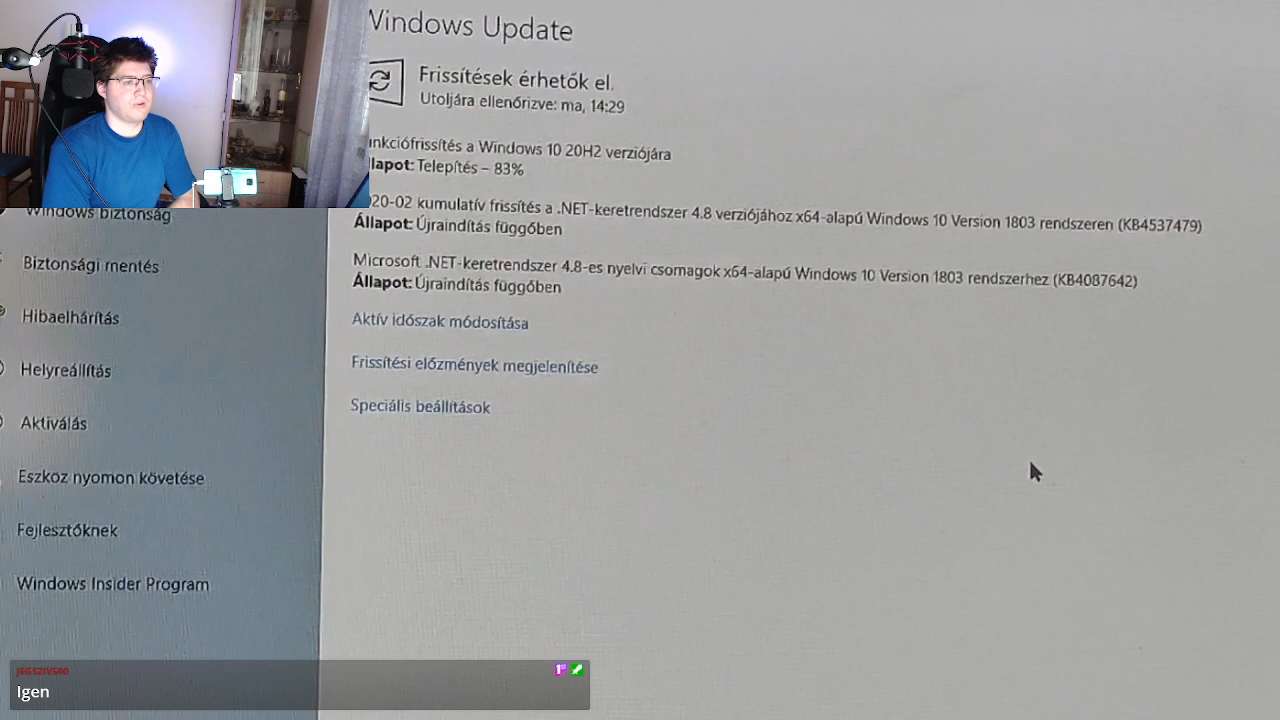 Windows Update
Frissítések érhetők el.
Utoljára ellenőrizve: ma, 14:29
nkciófrissítés a Windows 10 20H2 verziójára
llapot: Telepítés – 83%
20-02 kumulatív frissítés a .NET-keretrendszer 4.8 verziójához x64-alapú Windows 10 Version 1803 rendszeren (KB4537479)
Állapot: Újraindítás függőben
Microsoft .NET-keretrendszer 4.8-es nyelvi csomagok x64-alapú Windows 10 Version 1803 rendszerhez (KB4087642)
Állapot: Újraindítás függőben
Aktív időszak módosítása
Frissítési előzmények megjelenítése
Speciális beállítások
Windows biztonság
Biztonsági mentés
Hibaelhárítás
Helyreállítás
Aktiválás
Eszköz nyomon követése
Fejlesztőknek
Windows Insider Program
JEGSZIV600
Igen